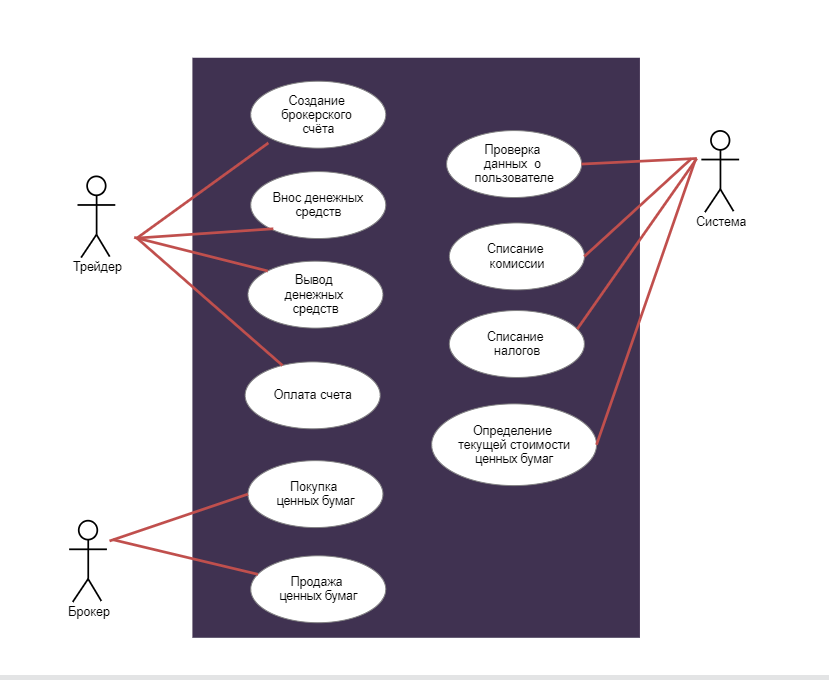 Создание
брокерского
счёта
Внос денежных
средств
Вывод
денежных
средств
Оплата счета
Покупка
ценных бумаг
Продажа
ценных бумаг
Проверка
данных о
пользователе
Списание
комиссии
Списание
налогов
Определение
текущей стоимости
ценных бумаг
Трейдер
Брокер
Система